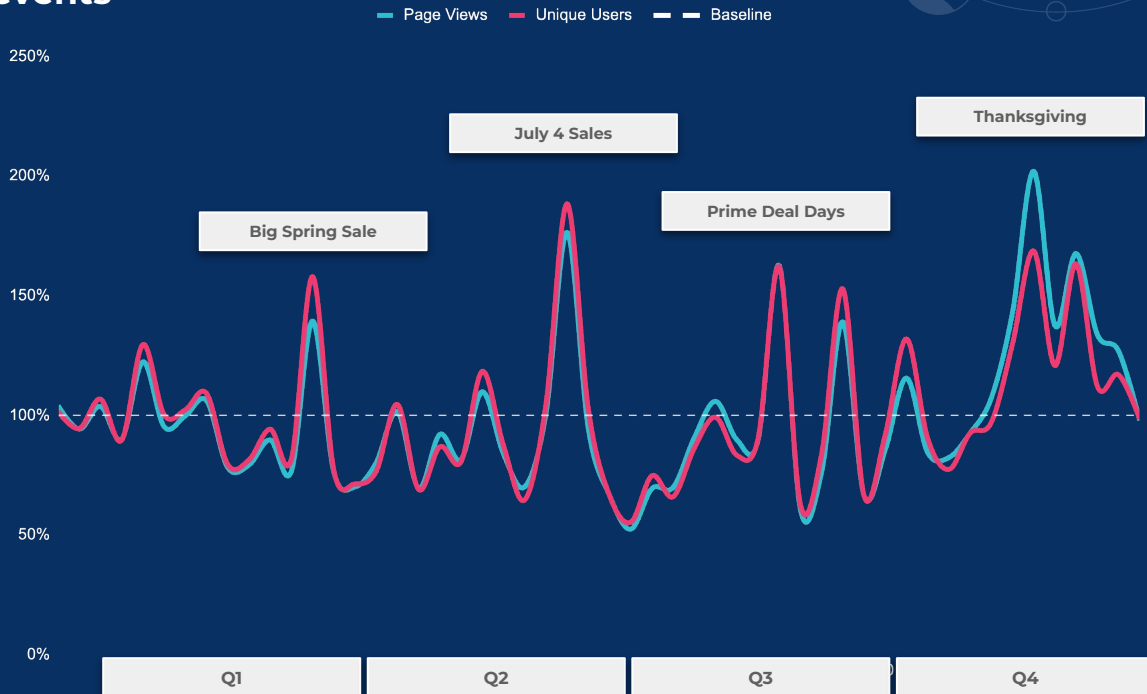 events
Page Views Unique Users Baseline
250%
Thanksgiving
July 4 Sales
200%
Prime Deal Days
Big Spring Sale
150%
100%
50%
0%
Q1 Q2 Q3 Q4